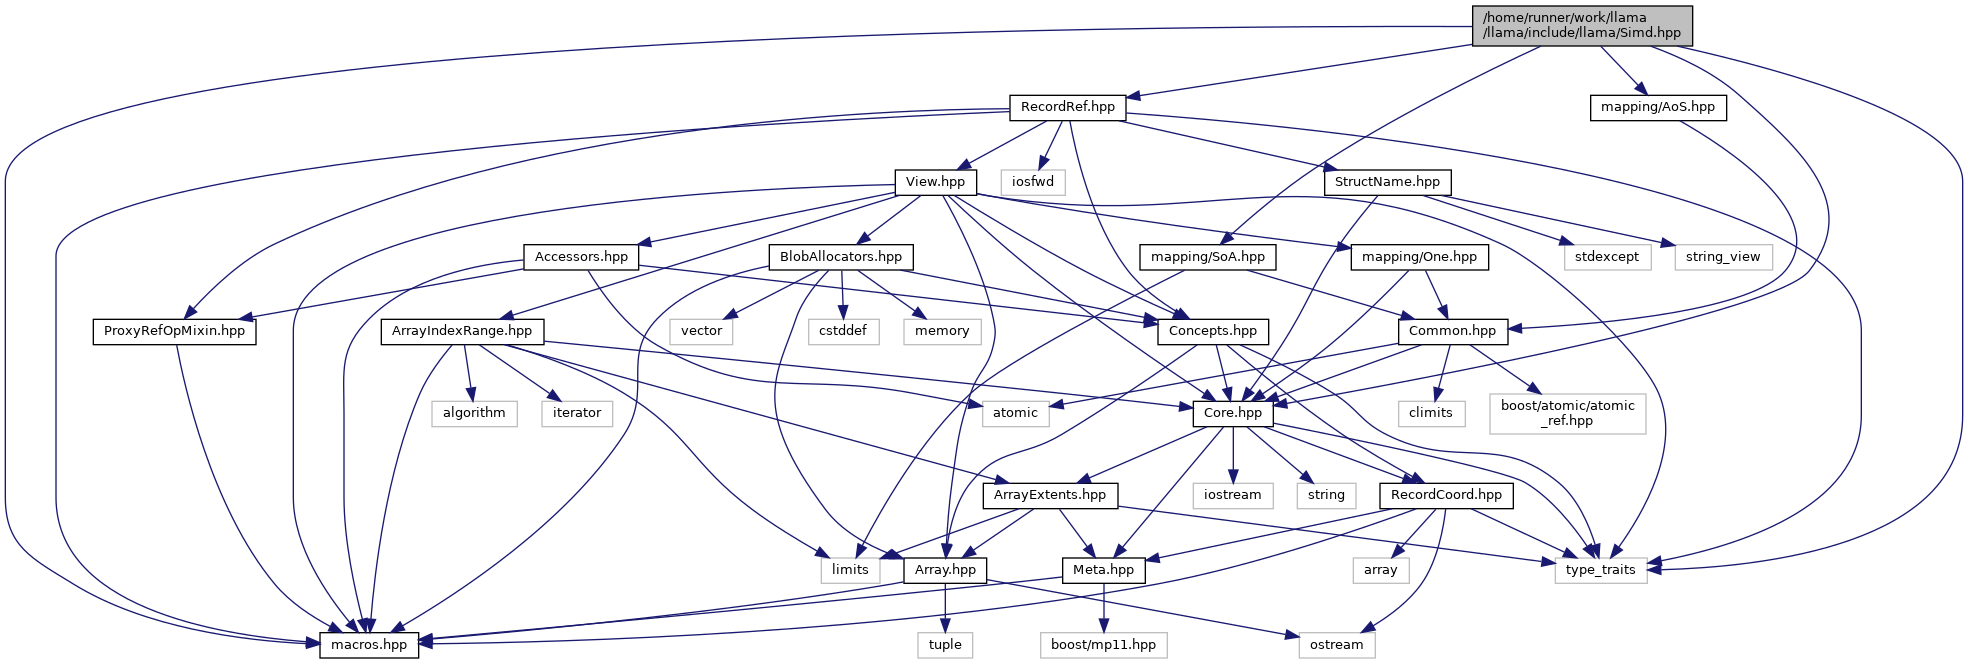 /home/runner/work/llama
/llama/include/llama/Simd.hpp
RecordRef.hpp
mapping/AoS.hpp
View.hpp
iosfwd
StructName.hpp
Accessors.hpp
BlobAllocators.hpp
mapping/SoA.hpp
mapping/One.hpp
stdexcept
string_view
ProxyRefOpMixin.hpp
ArrayIndexRange.hpp
vector
cstddef
memory
Concepts.hpp
Common.hpp
algorithm
iterator
atomic
Core.hpp
climits
boost/atomic/atomic
_ref.hpp
ArrayExtents.hpp
iostream
string
RecordCoord.hpp
limits
Array.hpp
Meta.hpp
array
type_traits
macros.hpp
tuple
boost/mp11.hpp
ostream